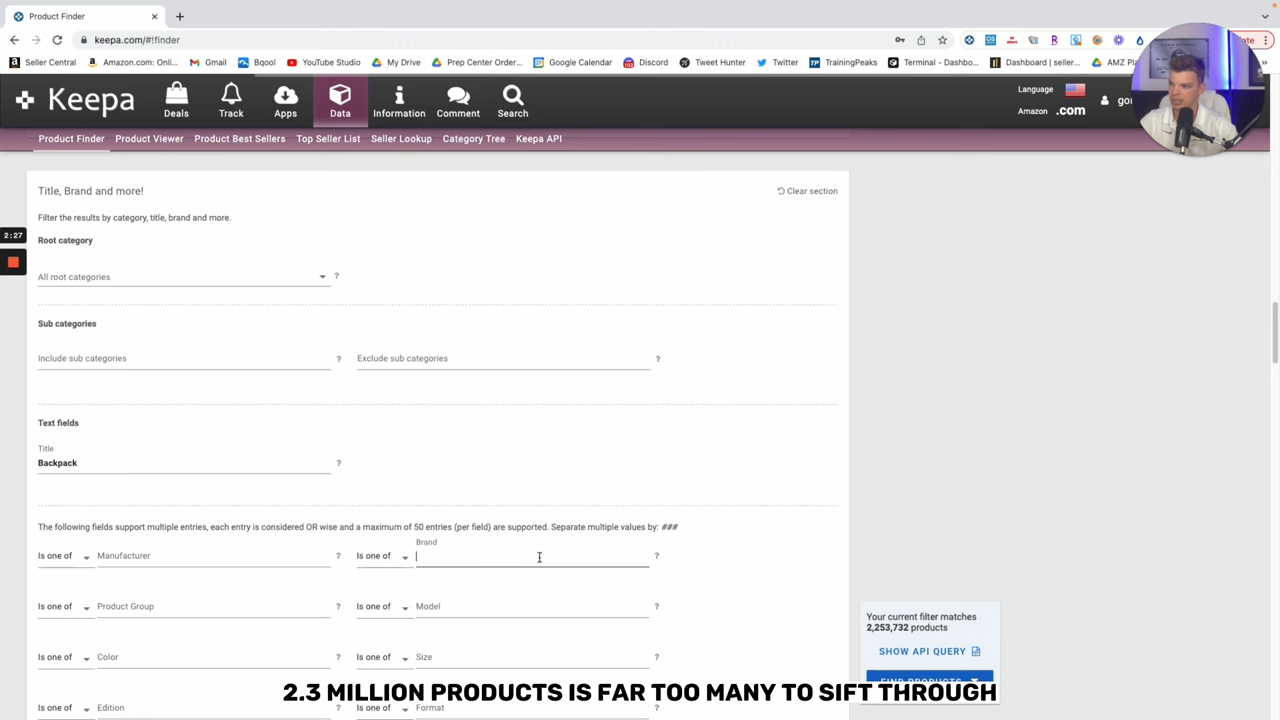 Product Finder
keepa.com/#!finder
Seller Central
Amazon.com: Onli...
Gmail
Bqool
YouTube Studio
My Drive
Prep Center Order...
Google Calendar
Discord
Tweet Hunter
Twitter
TrainingPeaks
Terminal - Dashbo...
Dashboard | seller...
AMZ
Keepa
Deals
Track
Apps
Data
Information
Comment
Search
Language
Amazon .com
Product Finder
Product Viewer
Product Best Sellers
Top Seller List
Seller Lookup
Category Tree
Keepa API
Title, Brand and more!
Clear section
Filter the results by category, title, brand and more.
2:27
Root category
All root categories
?
Sub categories
Include sub categories
?
Exclude sub categories
?
Text fields
Title
Backpack
?
The following fields support multiple entries, each entry is considered OR wise and a maximum of 50 entries (per field) are supported. Separate multiple values by: ###
Is one of
Manufacturer
?
Is one of
Brand
?
Is one of
Product Group
?
Is one of
Model
?
Is one of
Color
?
Is one of
Size
?
Is one of
Edition
?
Is one of
Format
?
Your current filter matches
2,253,732 products
SHOW API QUERY
FIND PRODUCTS
2.3 MILLION PRODUCTS IS FAR TOO MANY TO SIFT THROUGH